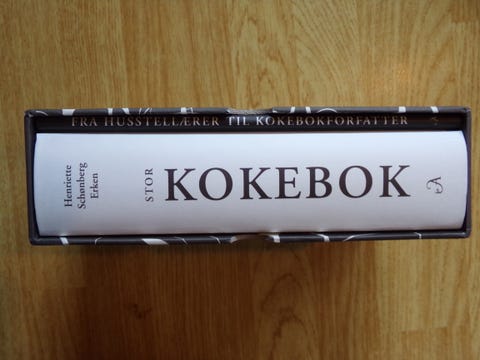 FRA HUSSTELLÆRER TIL KOKEBOKFORFATTER
Henriette
Schønberg
Erken
STOR
KOKEBOK
A